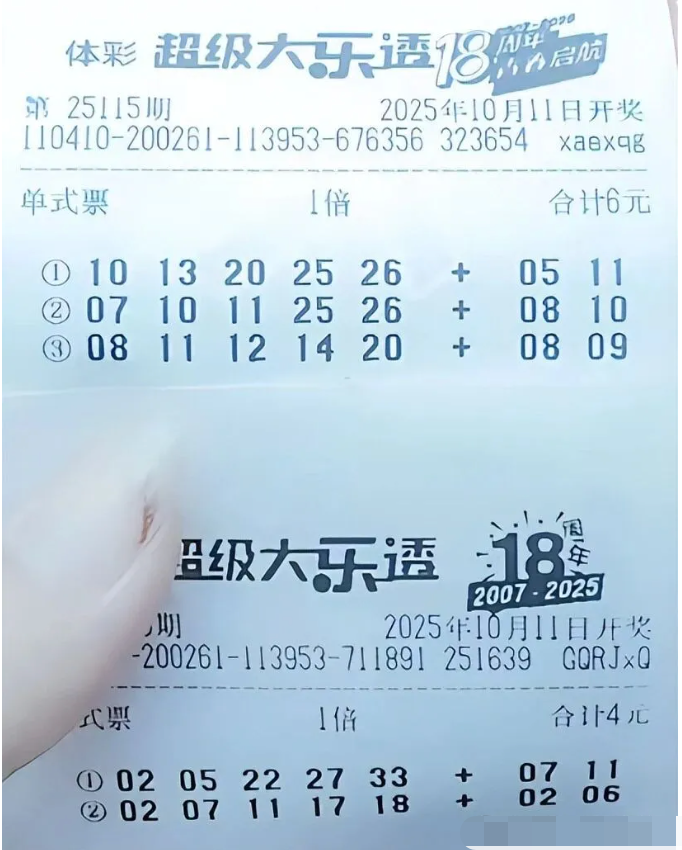 体彩 超级大乐透 18周年
第 25115期 2025年10月11日开奖
110410-200261-113953-676356 323654 xaexqg
单式票 1倍 合计6元
① 10 13 20 25 26 + 05 11
② 07 10 11 25 26 + 08 10
③ 08 11 12 14 20 + 08 09
超级大乐透 18周年
2007-2025
期 2025年10月11日开奖
-200261-113953-711891 251639 GQRJxQ
式票 1倍 合计4元
① 02 05 22 27 33 + 07 11
② 02 07 11 17 18 + 02 06